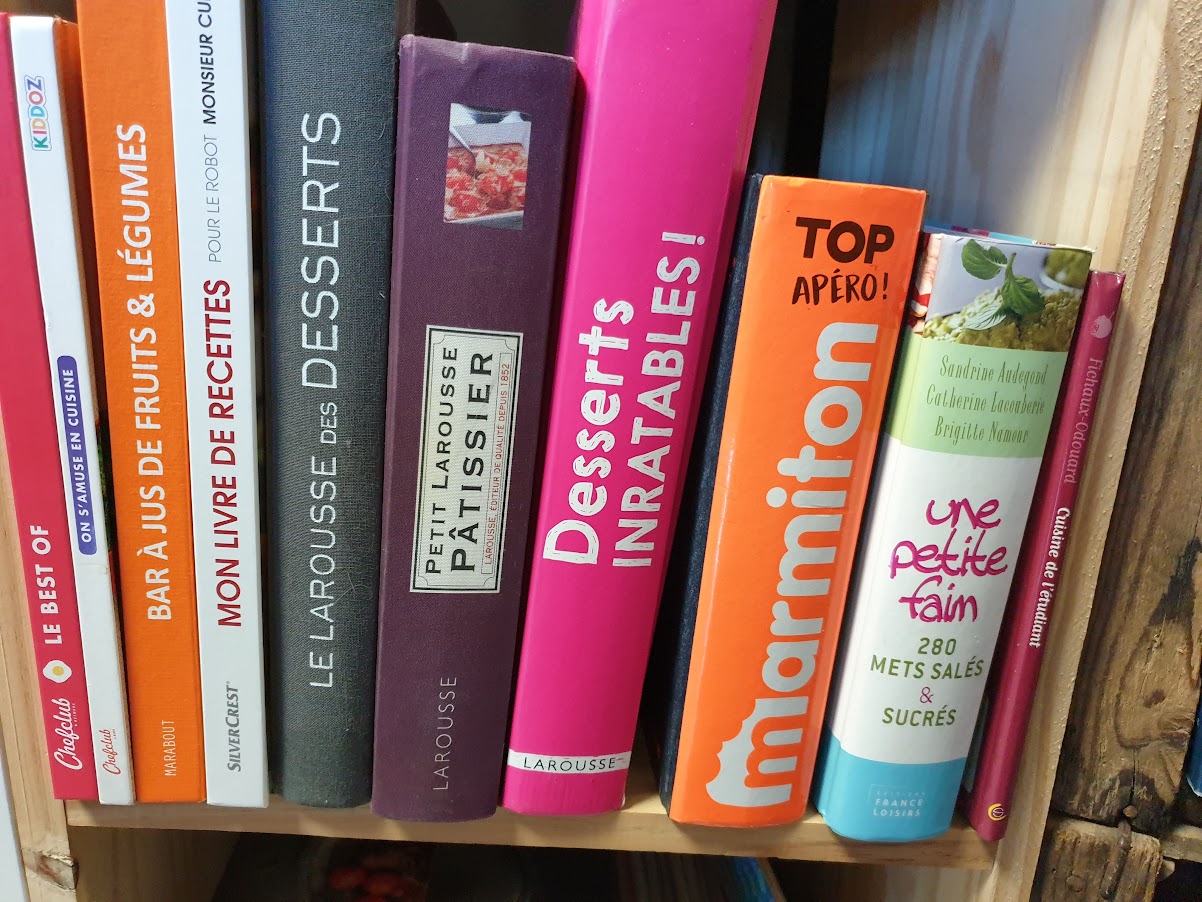 LE BEST OF
Chefclub
KIDDOZ
ON S'AMUSE EN CUISINE
Chefclub
BAR À JUS DE FRUITS & LÉGUMES
MARABOUT
MON LIVRE DE RECETTES POUR LE ROBOT MONSIEUR CU
SILVERCREST®
LE LAROUSSE DES DESSERTS
PETIT LAROUSSE
PÂTISSIER
LAROUSSE, ÉDITEUR DE QUALITÉ DEPUIS 1852
LAROUSSE
Desserts
INRATABLES!
LAROUSSE
TOP
APÉRO!
marmiton
Sandrine Audegond
Catherine Lacouberie
Brigitte Namour
une
petite
faim
280
METS SALÉS
&
SUCRÉS
ÉDITIONS
FRANCE
LOISIRS
Fichaux-Odouard
Cuisine de l'étudiant